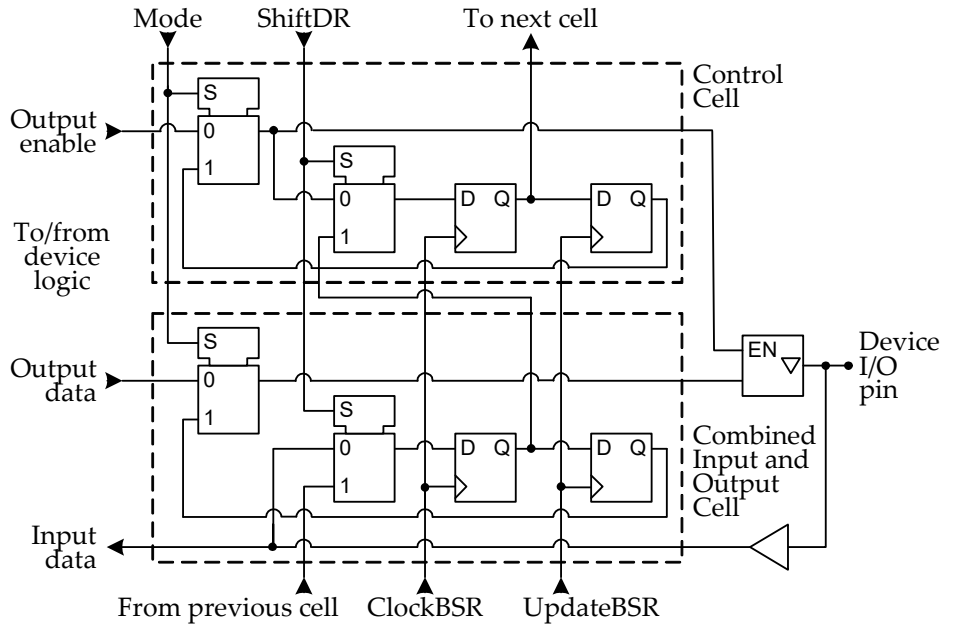 Mode
ShiftDR
To next cell
Control
Cell
S
Output
enable
0
1
S
0
1
D Q
D Q
To/from
device
logic
S
Output
data
0
1
EN
Device
I/O
pin
S
0
1
D Q
D Q
Combined
Input and
Output
Cell
Input
data
From previous cell
ClockBSR
UpdateBSR